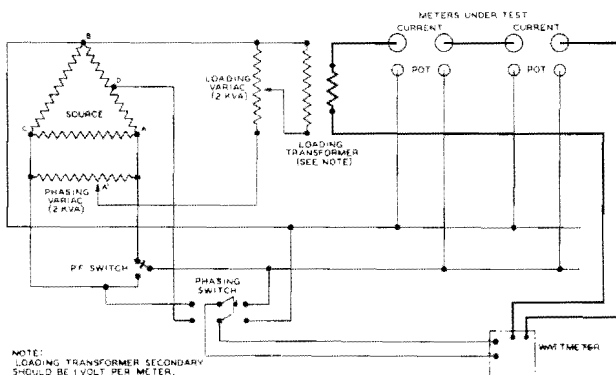 METERS UNDER TEST
CURRENT
CURRENT
POT
POT
B
D
SOURCE
C
A
LOADING
VARIAC
(2 KVA)
LOADING
TRANSFORMER
(SEE NOTE)
A'
PHASING
VARIAC
(2 KVA)
P.F. SWITCH
PHASING
SWITCH
WATTMETER
NOTE:
LOADING TRANSFORMER SECONDARY
SHOULD BE 1 VOLT PER METER.